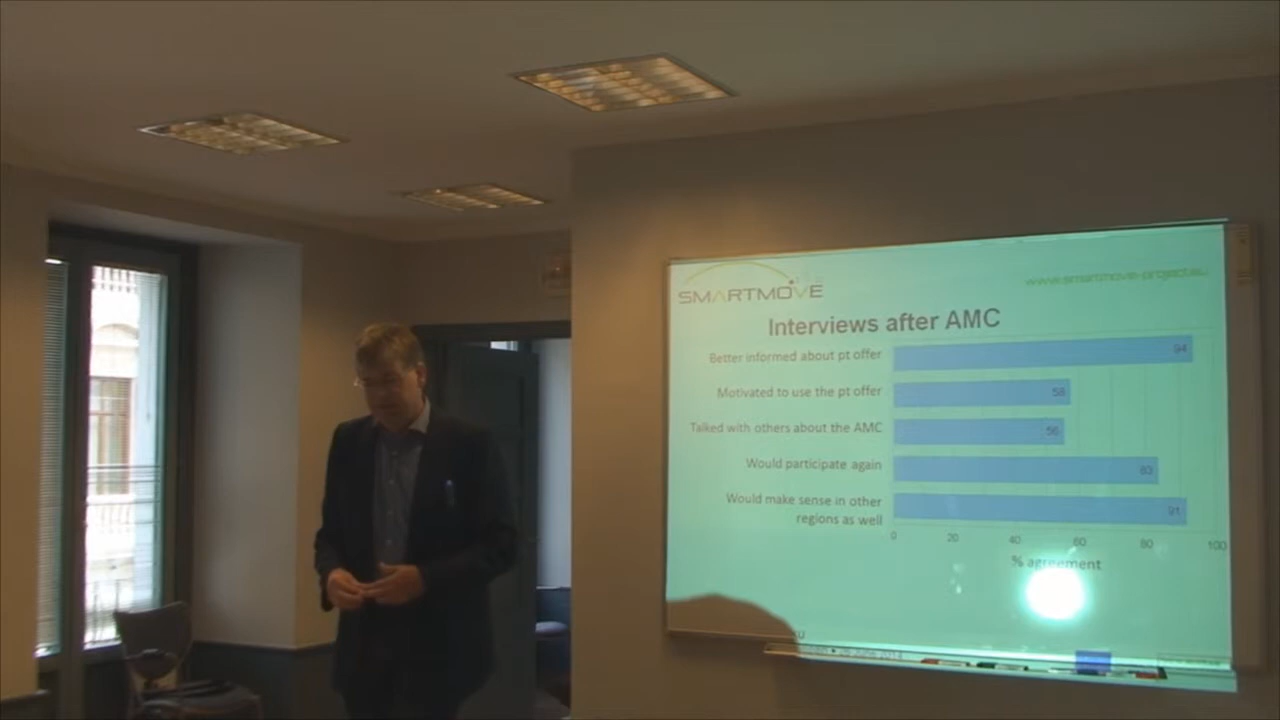 SMARTMOVE
www.smartmove-project.eu
Interviews after AMC
Better informed about pt offer
94
Motivated to use the pt offer
58
Talked with others about the AMC
56
Would participate again
83
Would make sense in other
regions as well
91
0 20 40 60 80 100
% agreement